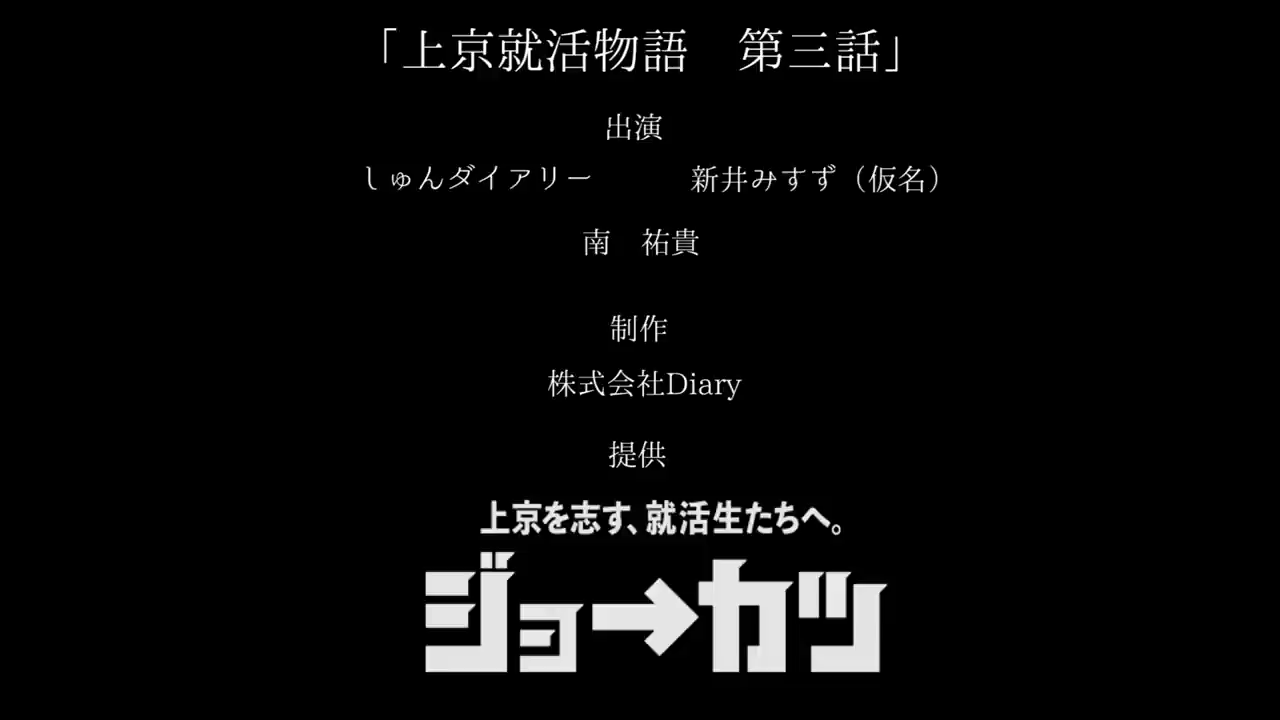 「上京就活物語　第三話」
出演
しゅんダイアリー　新井みすず（仮名）
南　祐貴
制作
株式会社Diary
提供
上京を志す、就活生たちへ。
ジョ→カツ